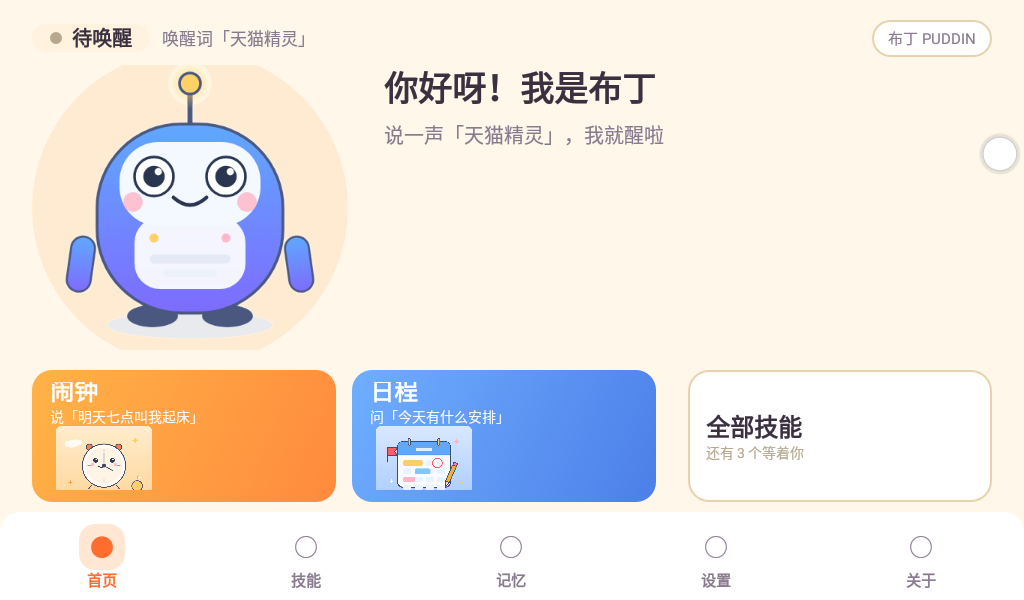 待唤醒 唤醒词「天猫精灵」
布丁 PUDDIN
你好呀！我是布丁
说一声「天猫精灵」，我就醒啦
闹钟
说「明天七点叫我起床」
日程
问「今天有什么安排」
全部技能
还有 3 个等着你
首页
技能
记忆
设置
关于